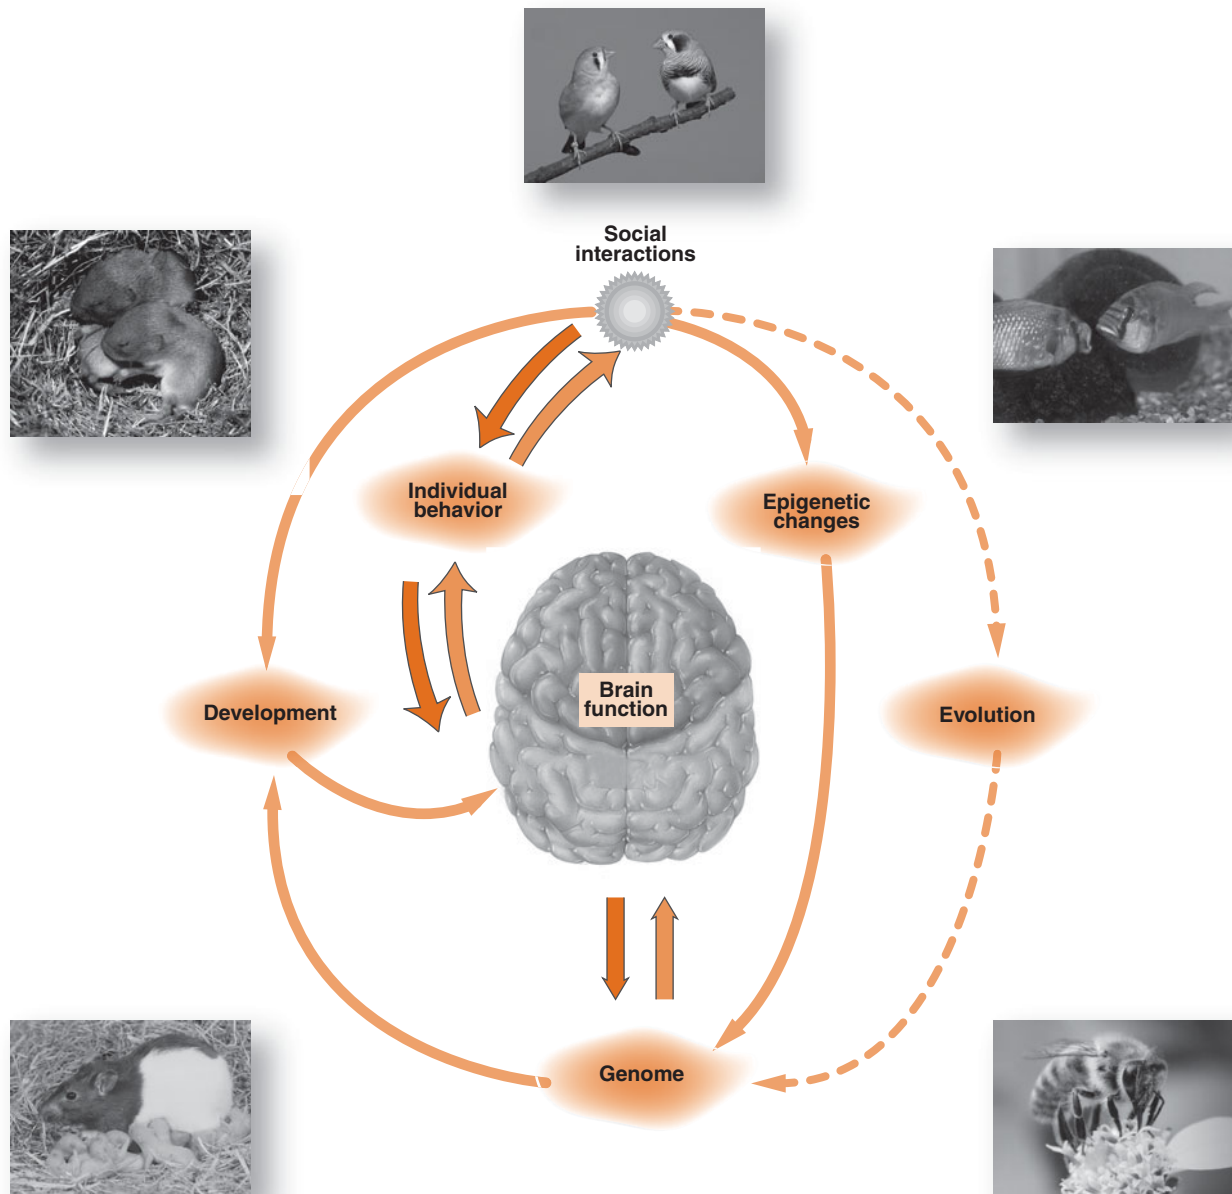 Social
interactions
Individual
behavior
Epigenetic
changes
Brain
function
Development
Evolution
Genome